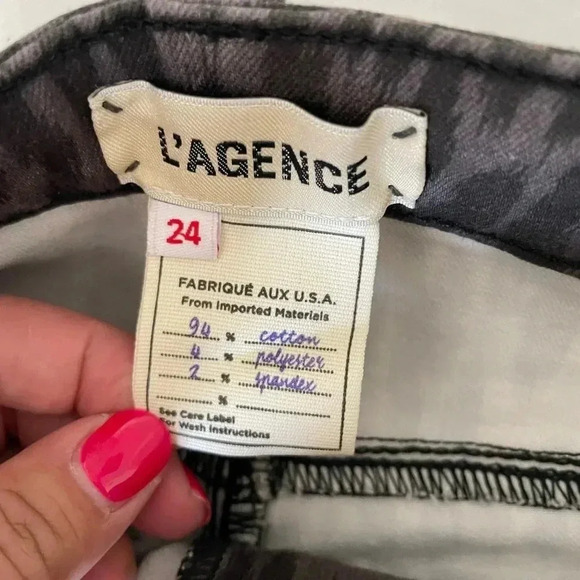 L'AGENCE
24
FABRIQUÉ AUX U.S.A.
From Imported Materials
94 % cotton
4 % polyester
2 % spandex
%
See Care Label
For Wash Instructions